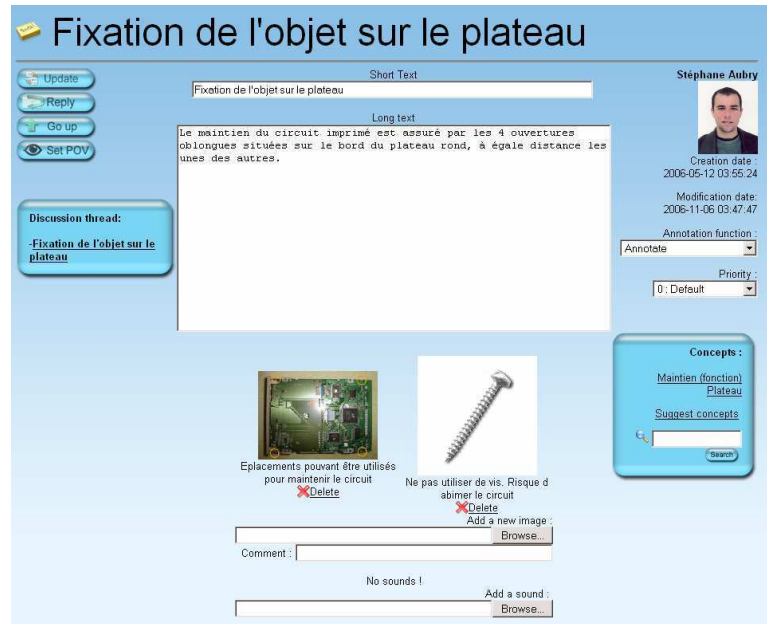 Fixation de l'objet sur le plateau
Update
Reply
Go up
Set POV
Discussion thread:
-Fixation de l'objet sur le
plateau
Short Text
Fixation de l'objet sur le plateau
Long text
Le maintien du circuit imprimé est assuré par les 4 ouvertures
oblongues situées sur le bord du plateau rond, à égale distance les
unes des autres.
Eplacements pouvant être utilisés
pour maintenir le circuit
Delete
Ne pas utiliser de vis. Risque d
abimer le circuit
Delete
Add a new image :
Browse...
Comment :
No sounds !
Add a sound :
Browse...
Stéphane Aubry
Creation date :
2006-05-12 03:55:24
Modification date:
2006-11-06 03:47:47
Annotation function :
Annotate
Priority :
0 : Default
Concepts :
Maintien (fonction)
Plateau
Suggest concepts
Search